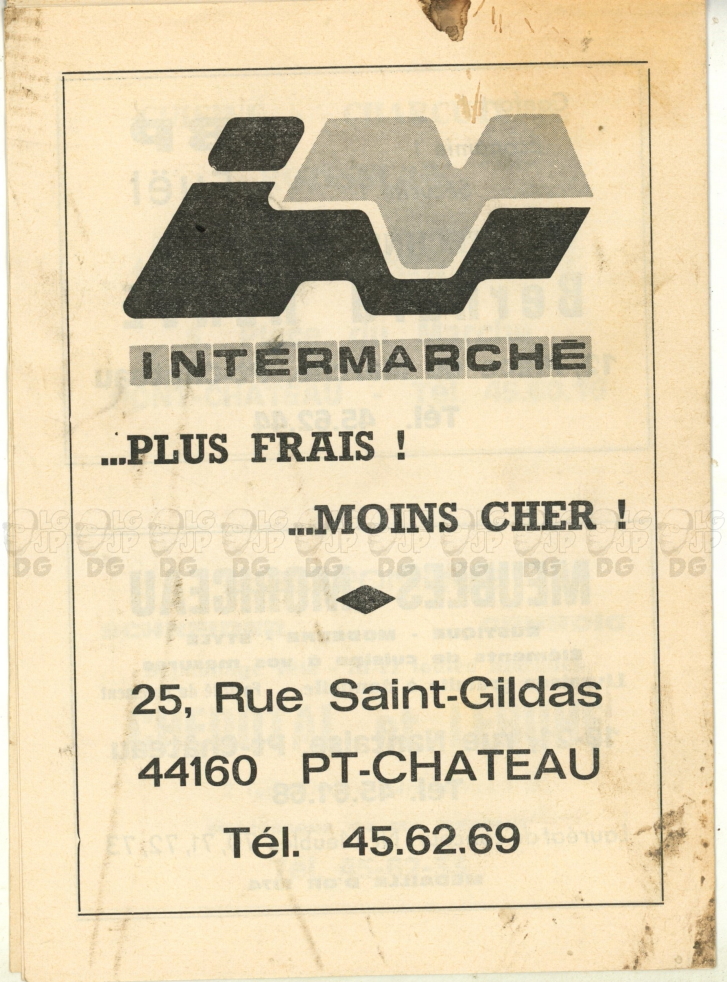 INTERMARCHÉ
...PLUS FRAIS !
...MOINS CHER !
25, Rue Saint-Gildas
44160 PT-CHATEAU
Tél. 45.62.69